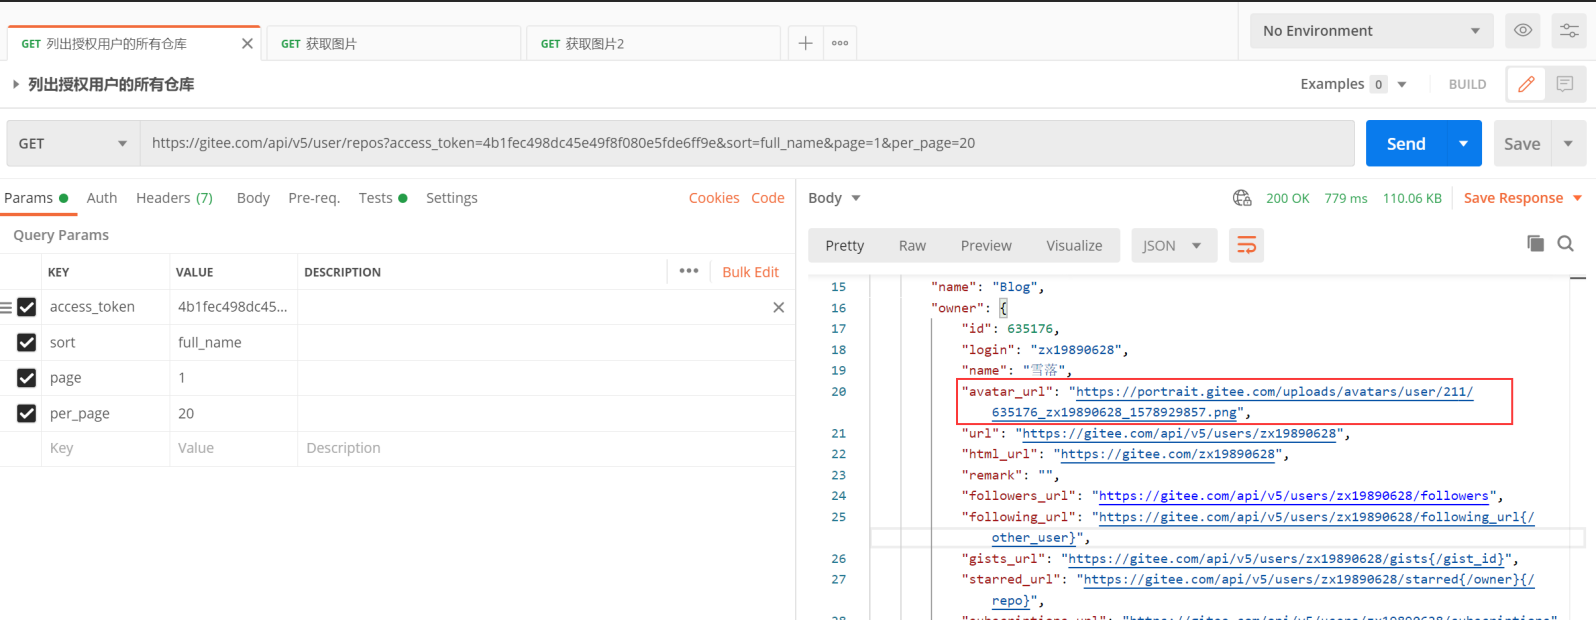 GET 列出授权用户的所有仓库
GET 获取图片
GET 获取图片2
No Environment
列出授权用户的所有仓库
Examples 0
BUILD
GET
https://gitee.com/api/v5/user/repos?access_token=4b1fec498dc45e49f8f080e5fde6ff9e&sort=full_name&page=1&per_page=20
Send
Save
Params Auth Headers (7) Body Pre-req. Tests Settings
Cookies Code
Query Params
KEY VALUE DESCRIPTION
Bulk Edit
access_token 4b1fec498dc45...
sort full_name
page 1
per_page 20
Key Value Description
Body
200 OK 779 ms 110.06 KB Save Response
Pretty Raw Preview Visualize JSON
15 "name": "Blog",
16 "owner": {
17 "id": 635176,
18 "login": "zx19890628",
19 "name": "雪落",
20 "avatar_url": "https://portrait.gitee.com/uploads/avatars/user/211/
635176_zx19890628_1578929857.png",
21 "url": "https://gitee.com/api/v5/users/zx19890628",
22 "html_url": "https://gitee.com/zx19890628",
23 "remark": "",
24 "followers_url": "https://gitee.com/api/v5/users/zx19890628/followers",
25 "following_url": "https://gitee.com/api/v5/users/zx19890628/following_url{/
other_user}",
26 "gists_url": "https://gitee.com/api/v5/users/zx19890628/gists{/gist_id}",
27 "starred_url": "https://gitee.com/api/v5/users/zx19890628/starred{/owner}{/
repo}",
28 "subscriptions_url": "https://gitee.com/api/v5/users/zx19890628/subscriptions"